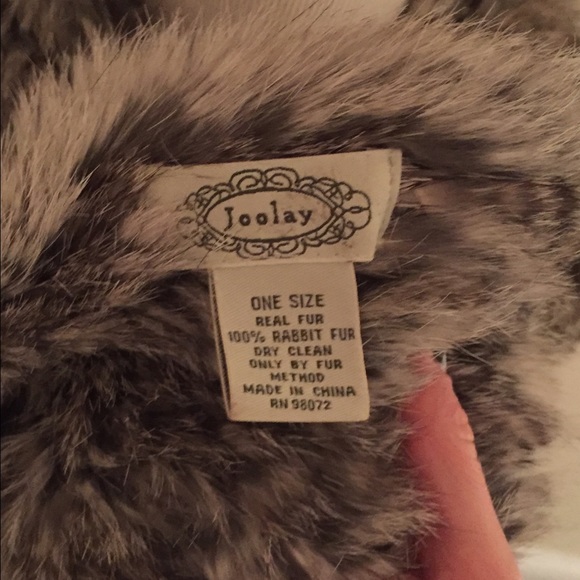 Joolay
ONE SIZE
REAL FUR
100% RABBIT FUR
DRY CLEAN
ONLY BY FUR
METHOD
MADE IN CHINA
RN 98072